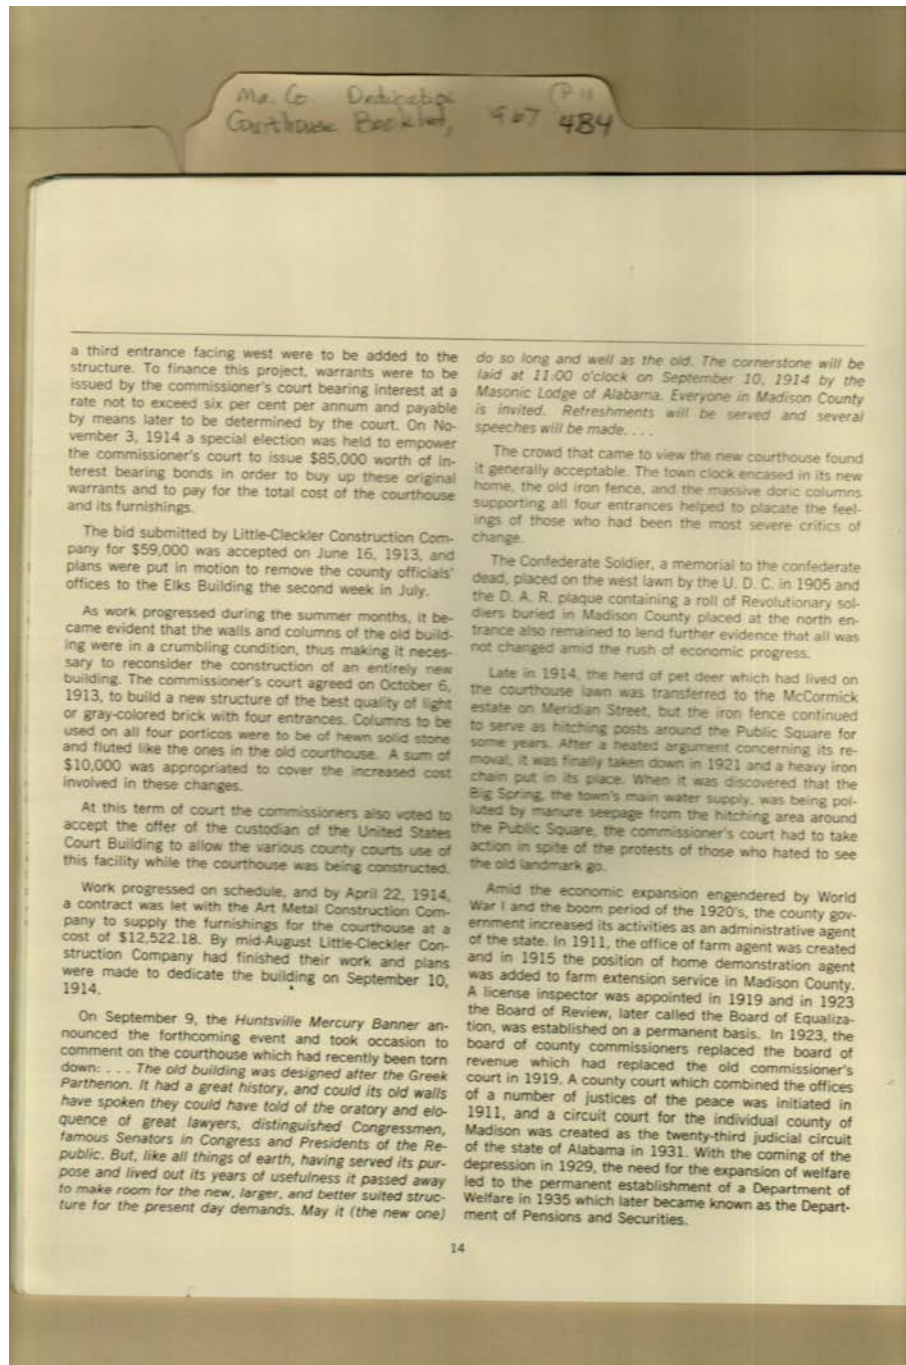 Ma. Co Dedication
Courthouse Booklet, 1967 484
a third entrance facing west were to be added to the
structure. To finance this project, warrants were to be
issued by the commissioner's court bearing interest at a
rate not to exceed six per cent per annum and payable
by means later to be determined by the court. On No-
vember 3, 1914 a special election was held to empower
the commissioner's court to issue $85,000 worth of in-
terest bearing bonds in order to buy up these original
warrants and to pay for the total cost of the courthouse
and its furnishings.
The bid submitted by Little-Cleckler Construction Com-
pany for $59,000 was accepted on June 16, 1913, and
plans were put in motion to remove the county officials'
offices to the Elks Building the second week in July.
As work progressed during the summer months, it be-
came evident that the walls and columns of the old build-
ing were in a crumbling cundition, thus making it neces-
sary to reconsider the construction of an entirely new
building. The commissioner's court agreed on October 6,
1913, to build a new structure of the best quality of light
or gray-colored brick with four entrances. Columns to be
used on all four porticos were to be of hewn solid stone
and fluted like the ones in the old courthouse. A sum of
$10,000 was appropriated to cover the increased cost
involved in these changes.
At this term of court the commissioners also voted to
accept the offer of the custodian of the United States
Court Building to allow the various county courts use of
this facility while the courthouse was being constructed.
Work progressed on schedule, and by April 22, 1914,
a contract was let with the Art Metal Construction Com-
pany to supply the furnishings for the courthouse at a
cost of $12,522.18. By mid-August Little-Cleckler Con-
struction Company had finished their work and plans
were made to dedicate the building on September 10,
1914.
On September 9, the Huntsville Mercury Banner an-
nounced the forthcoming event and took occasion to
comment on the courthouse which had recently been torn
down: . . . The old building was designed after the Greek
Parthenon. It had a great history, and could its old walls
have spoken they could have told of the oratory and elo-
quence of great lawyers, distinguished Congressmen,
famous Senators in Congress and Presidents of the Re-
public. But, like all things of earth, having served its pur-
pose and lived out its years of usefulness it passed away
to make room for the new, larger, and better suited struc-
ture for the present day demands. May it (the new one)
do so long and well as the old. The cornerstone will be
laid at 11:00 o'clock on September 10, 1914 by the
Masonic Lodge of Alabama. Everyone in Madison County
is invited. Refreshments will be served and several
speeches will be made. . . .
The crowd that came to view the new courthouse found
it generally acceptable. The town clock encased in its new
home, the old iron fence, and the massive doric columns
supporting all four entrances helped to placate the feel-
ings of those who had been the most severe critics of
change.
The Confederate Soldier, a memorial to the confederate
dead, placed on the west lawn by the U. D. C. in 1905 and
the D. A. R. plaque containing a roll of Revolutionary sol-
diers buried in Madison County placed at the north en-
trance also remained to lend further evidence that all was
not changed amid the rush of economic progress.
Late in 1914, the herd of pet deer which had lived on
the courthouse lawn was transferred to the McCormick
estate on Meridian Street, but the iron fence continued
to serve as hitching posts around the Public Square for
some years. After a heated argument concerning its re-
moval, it was finally taken down in 1921 and a heavy iron
chain put in its place. When it was discovered that the
Big Spring, the town's main water supply, was being pol-
luted by manure seepage from the hitching area around
the Public Square, the commissioner's court had to take
action in spite of the protests of those who hated to see
the old landmark go.
Amid the economic expansion engendered by World
War I and the boom period of the 1920's, the county gov-
ernment increased its activities as an administrative agent
of the state. In 1911, the office of farm agent was created
and in 1915 the position of home demonstration agent
was added to farm extension service in Madison County.
A license inspector was appointed in 1919 and in 1923
the Board of Review, later called the Board of Equaliza-
tion, was established on a permanent basis. In 1923, the
board of county commissioners replaced the board of
revenue which had replaced the old commissioner's
court in 1919. A county court which combined the offices
of a number of justices of the peace was initiated in
1911, and a circuit court for the individual county of
Madison was created as the twenty-third judicial circuit
of the state of Alabama in 1931. With the coming of the
depression in 1929, the need for the expansion of welfare
led to the permanent establishment of a Department of
Welfare in 1935 which later became known as the Depart-
ment of Pensions and Securities.
14